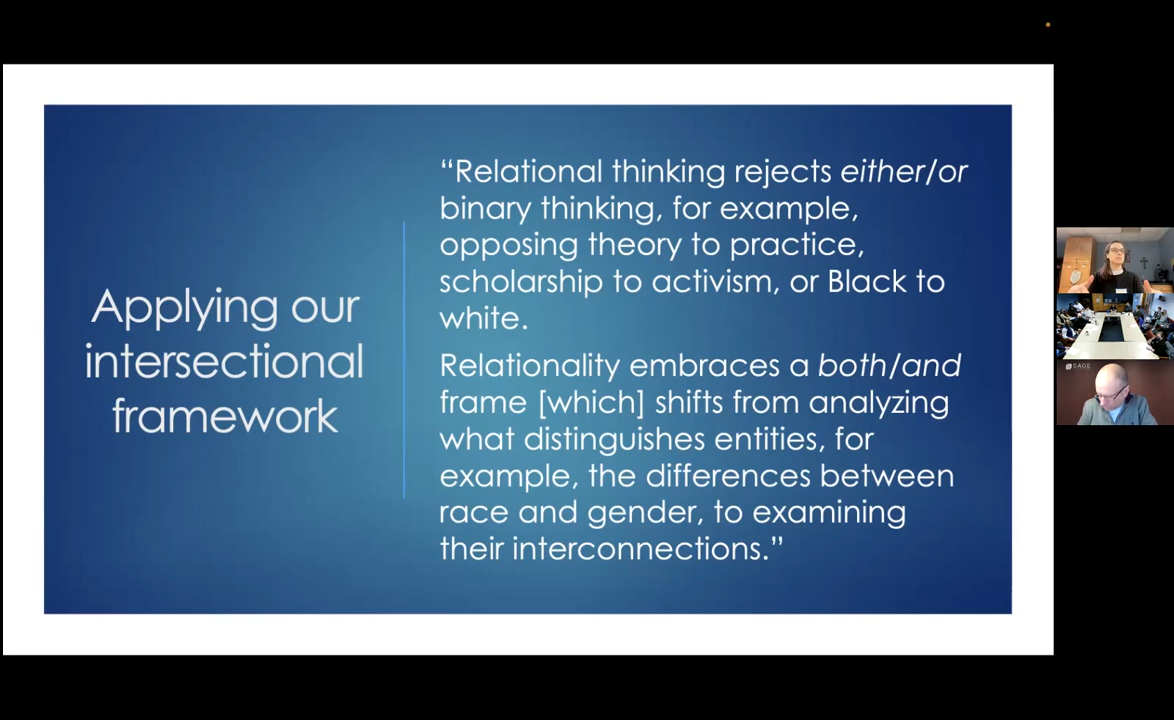 Applying our
intersectional
framework
“Relational thinking rejects either/or
binary thinking, for example,
opposing theory to practice,
scholarship to activism, or Black to
white.
Relationality embraces a both/and
frame [which] shifts from analyzing
what distinguishes entities, for
example, the differences between
race and gender, to examining
their interconnections.”
SAGE